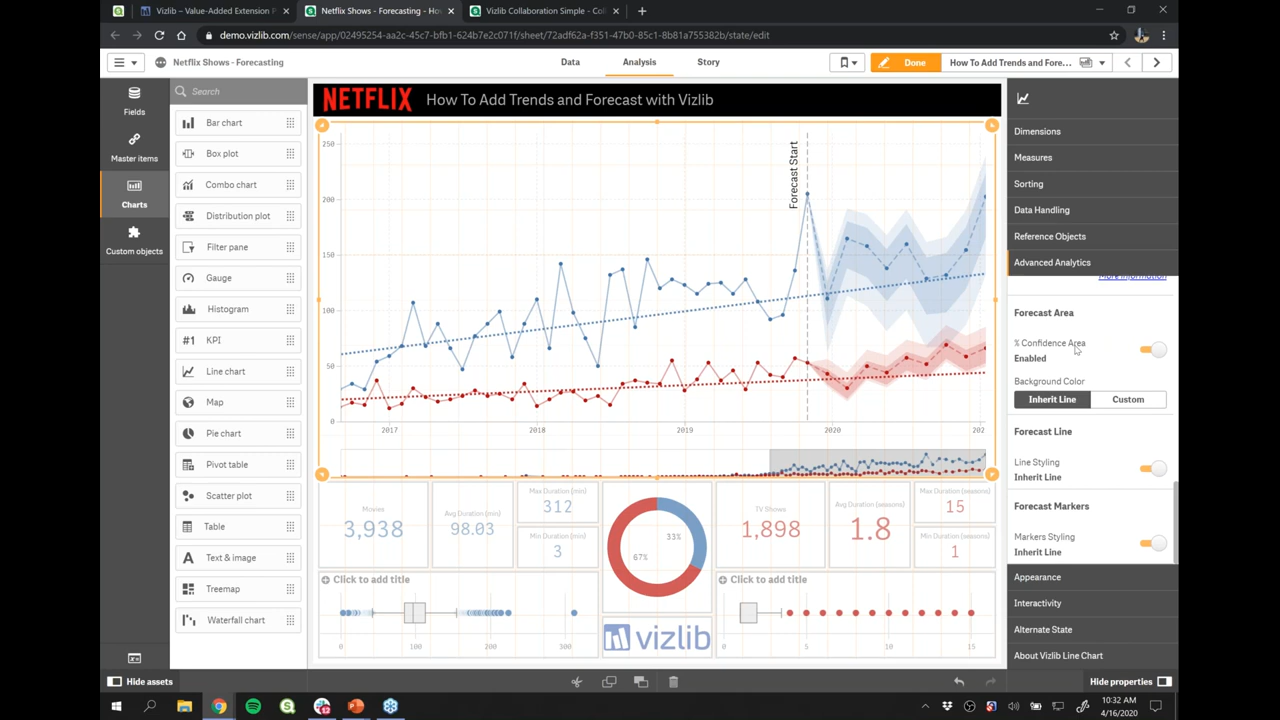 Vizlib – Value-Added Extension F
Netflix Shows - Forecasting - Ho
Vizlib Collaboration Simple - Col
demo.vizlib.com/sense/app/02495254-aa2c-45c7-bfb1-624b7e2c071f/sheet/72adf62a-f351-47b0-85c1-8b81a755382b/state/edit
Netflix Shows - Forecasting
Data
Analysis
Story
Done
How To Add Trends and Fore...
Fields
Master items
Charts
Custom objects
Search
Bar chart
Box plot
Combo chart
Distribution plot
Filter pane
Gauge
Histogram
#1 KPI
Line chart
Map
Pie chart
Pivot table
Scatter plot
Table
A Text & image
Treemap
Waterfall chart
NETFLIX How To Add Trends and Forecast with Vizlib
250
200
150
100
50
0
Forecast Start
2017
2018
2019
2020
202
Movies
3,938
Avg Duration (min)
98.03
Max Duration (min)
312
Min Duration (min)
3
33%
67%
TV Shows
1,898
Avg Duration (seasons)
1.8
Max Duration (seasons)
15
Min Duration (seasons)
1
Click to add title
0
100
200
300
vizlib
Click to add title
0
5
10
15
Dimensions
Measures
Sorting
Data Handling
Reference Objects
Advanced Analytics
More information
Forecast Area
% Confidence Area
Enabled
Background Color
Inherit Line
Custom
Forecast Line
Line Styling
Inherit Line
Forecast Markers
Markers Styling
Inherit Line
Appearance
Interactivity
Alternate State
About Vizlib Line Chart
Hide assets
Hide properties
12
10:32 AM
4/16/2020